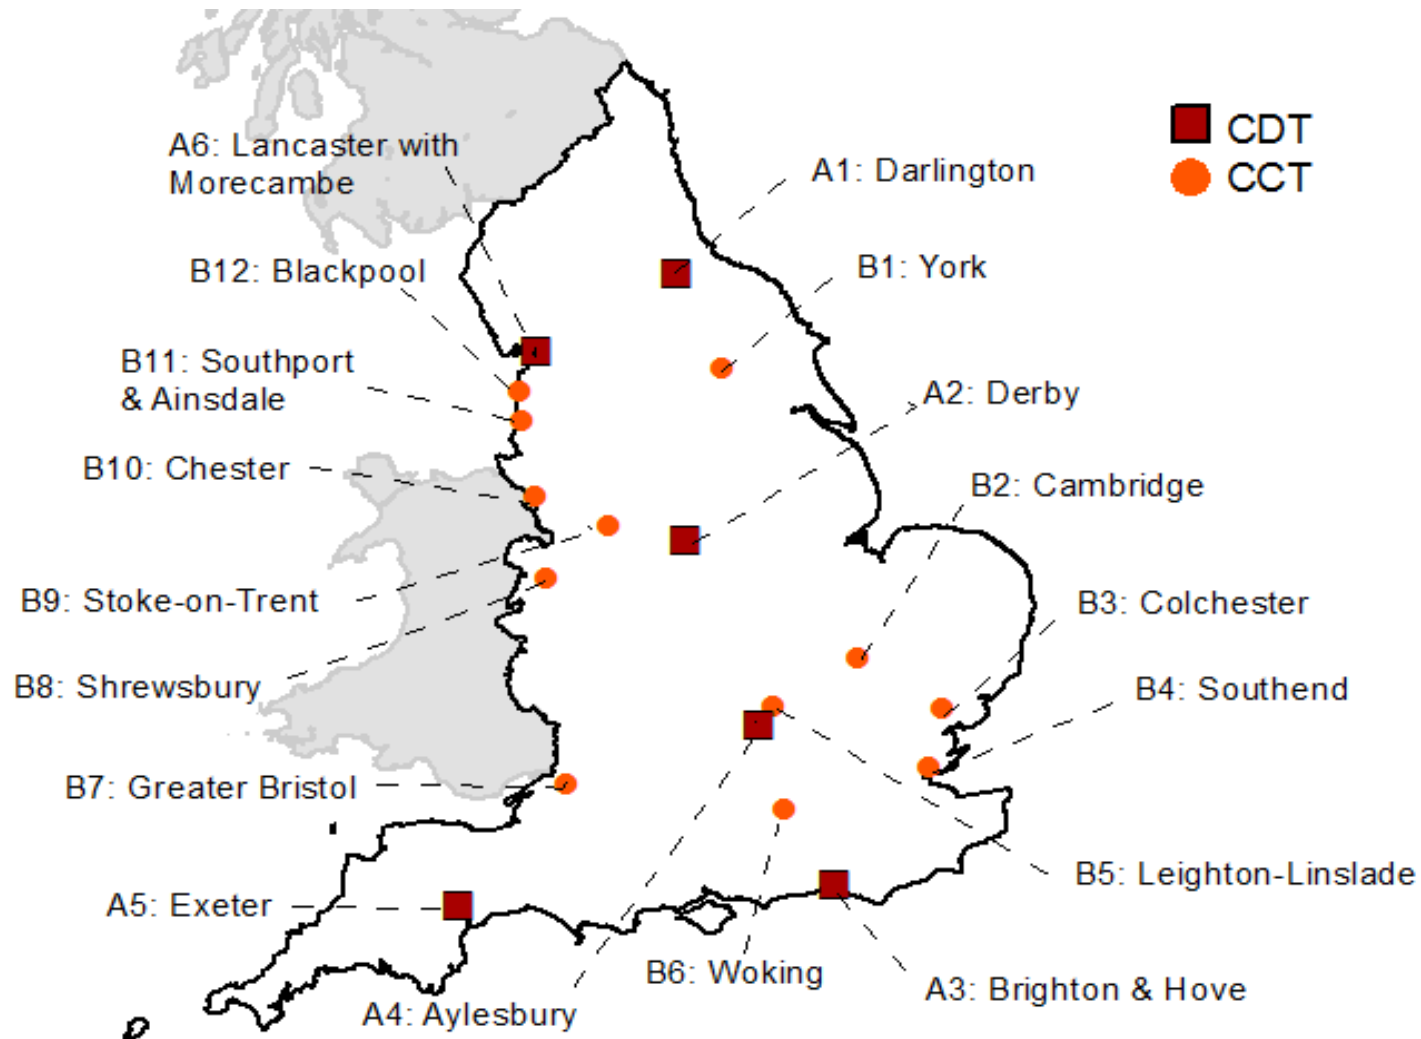 CDT
CCT
A6: Lancaster with
Morecambe
A1: Darlington
B12: Blackpool
B1: York
B11: Southport
& Ainsdale
A2: Derby
B10: Chester
B2: Cambridge
B9: Stoke-on-Trent
B3: Colchester
B8: Shrewsbury
B4: Southend
B7: Greater Bristol
B5: Leighton-Linslade
A5: Exeter
B6: Woking
A3: Brighton & Hove
A4: Aylesbury